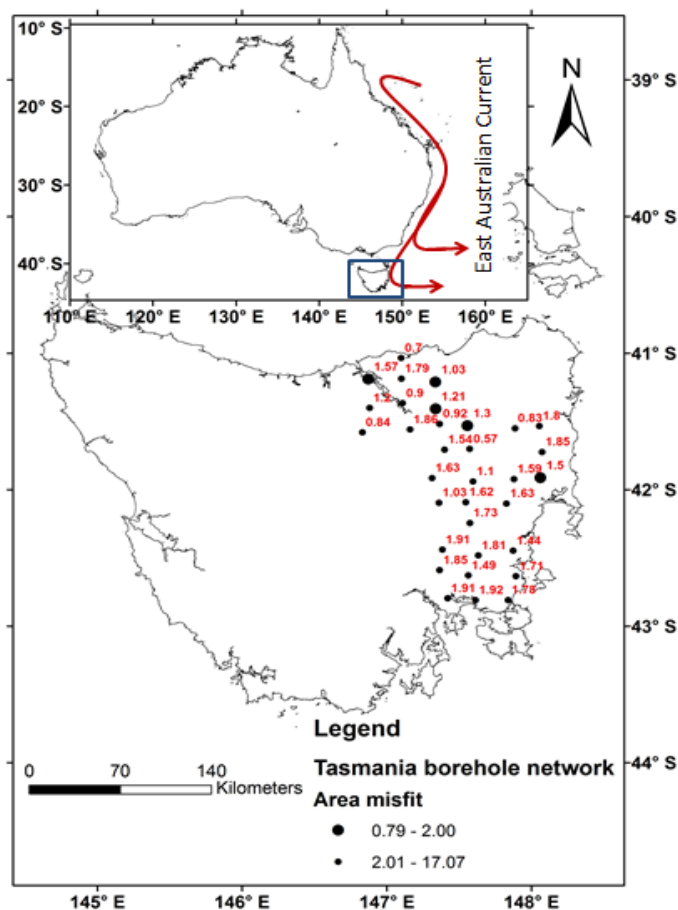 10° S
20° S
30° S
40° S
110° E
120° E
130° E
140° E
150° E
160° E
East Australian Current
N
39° S
40° S
41° S
42° S
43° S
44° S
0.7
1.57
1.79
1.03
1.2
0.9
1.21
0.84
1.86
0.92
1.3
0.83
1.8
1.54
0.57
1.85
1.63
1.1
1.59
1.5
1.03
1.62
1.63
1.73
1.91
1.81
1.44
1.85
1.49
1.71
1.91
1.92
1.78
Legend
Tasmania borehole network
Area misfit
0.79 - 2.00
2.01 - 17.07
0
70
140
Kilometers
145° E
146° E
147° E
148° E